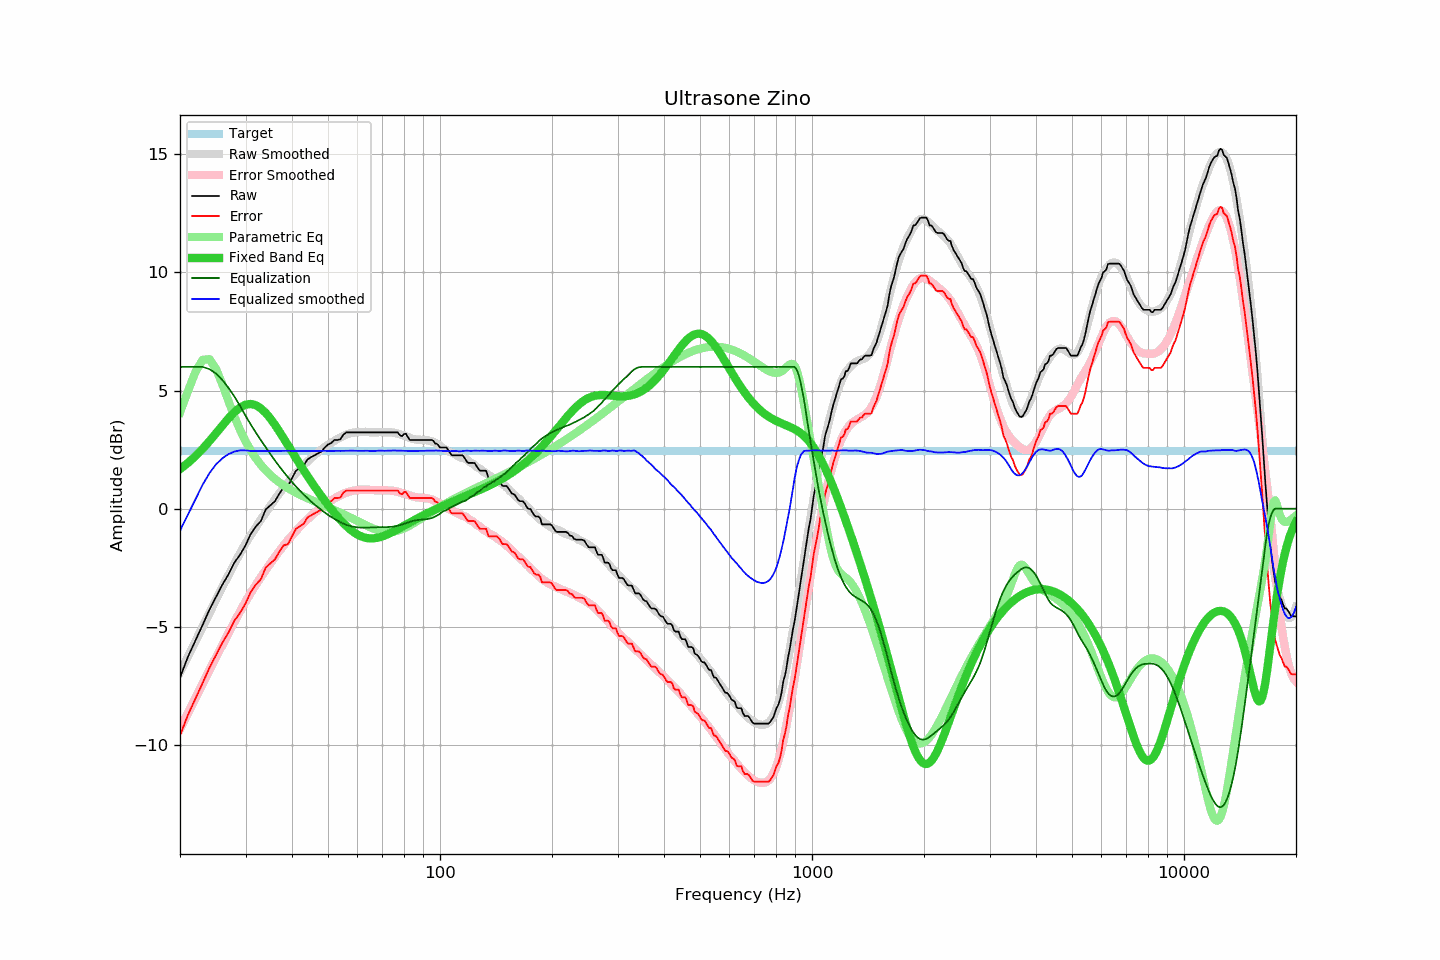 Ultrasone Zino
Target
Raw Smoothed
Error Smoothed
Raw
Error
Parametric Eq
Fixed Band Eq
Equalization
Equalized smoothed
15
10
5
0
−5
−10
Amplitude (dBr)
100
1000
10000
Frequency (Hz)